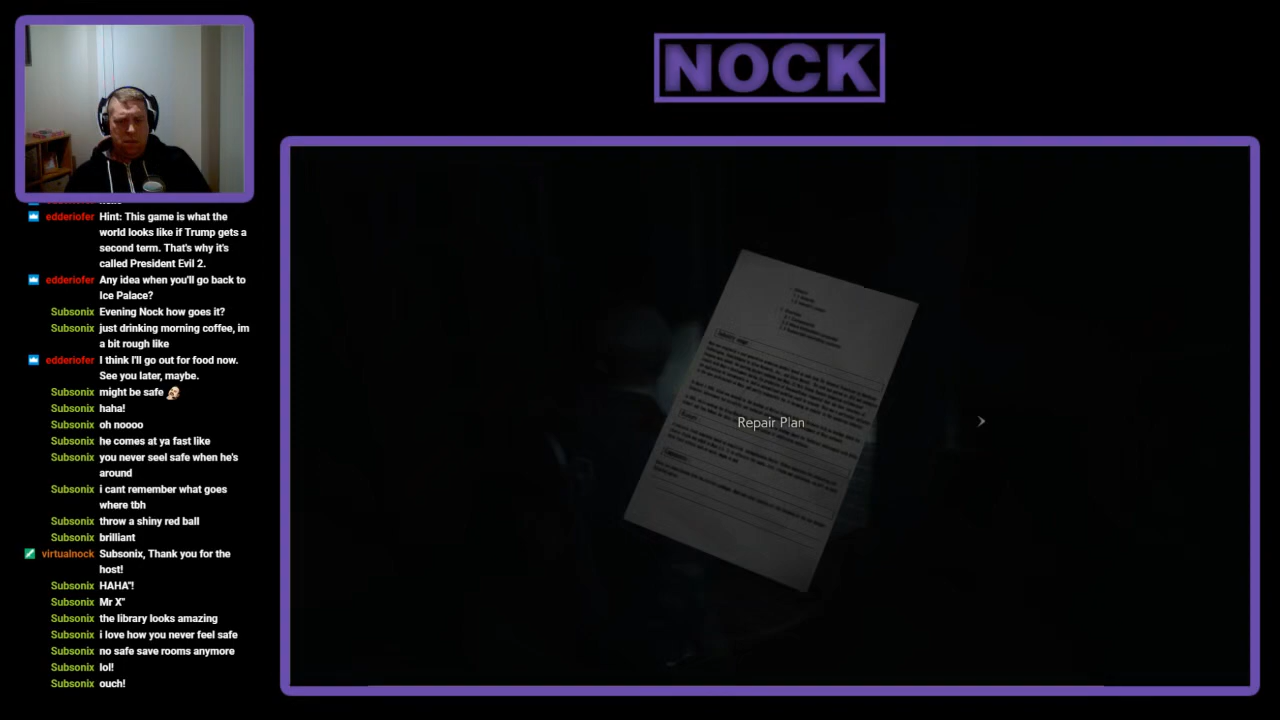 NOCK
edderiofer Hint: This game is what the
world looks like if Trump gets a
second term. That's why it's
called President Evil 2.
edderiofer Any idea when you'll go back to
Ice Palace?
Subsonix Evening Nock how goes it?
Subsonix just drinking morning coffee, im
a bit rough like
edderiofer I think I'll go out for food now.
See you later, maybe.
Subsonix might be safe
Subsonix haha!
Subsonix oh noooo
Subsonix he comes at ya fast like
Subsonix you never seel safe when he's
around
Subsonix i cant remember what goes
where tbh
Subsonix throw a shiny red ball
Subsonix brilliant
virtualnock Subsonix, Thank you for the
host!
Subsonix HAHA"!
Subsonix Mr X"
Subsonix the library looks amazing
Subsonix i love how you never feel safe
Subsonix no safe save rooms anymore
Subsonix lol!
Subsonix ouch!
Repair Plan